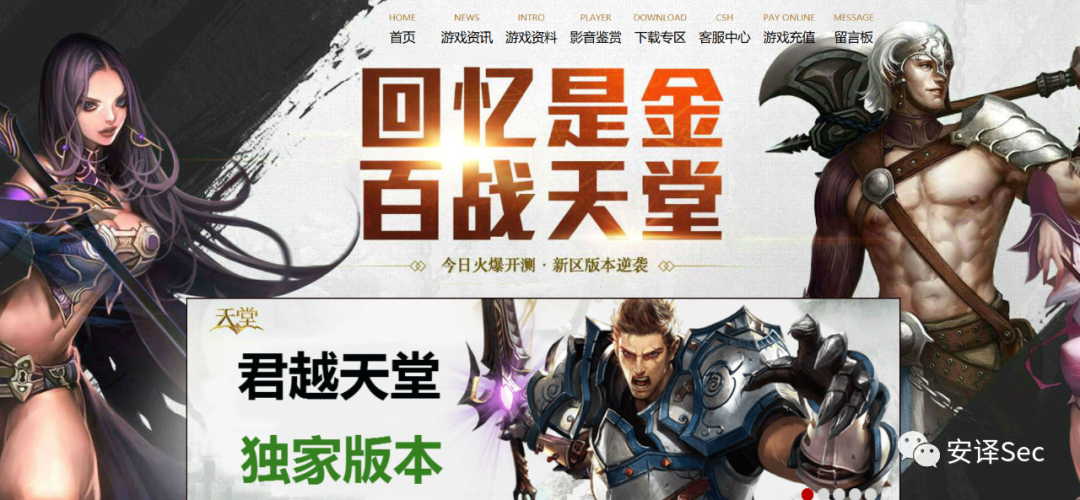 HOME NEWS INTRO PLAYER DOWNLOAD CSH PAY ONLINE MESSAGE
首页 游戏资讯 游戏资料 影音鉴赏 下载专区 客服中心 游戏充值 留言板
回忆是金
百战天堂
今日火爆开测·新区版本逆袭
天堂
君越天堂
独家版本
安译Sec